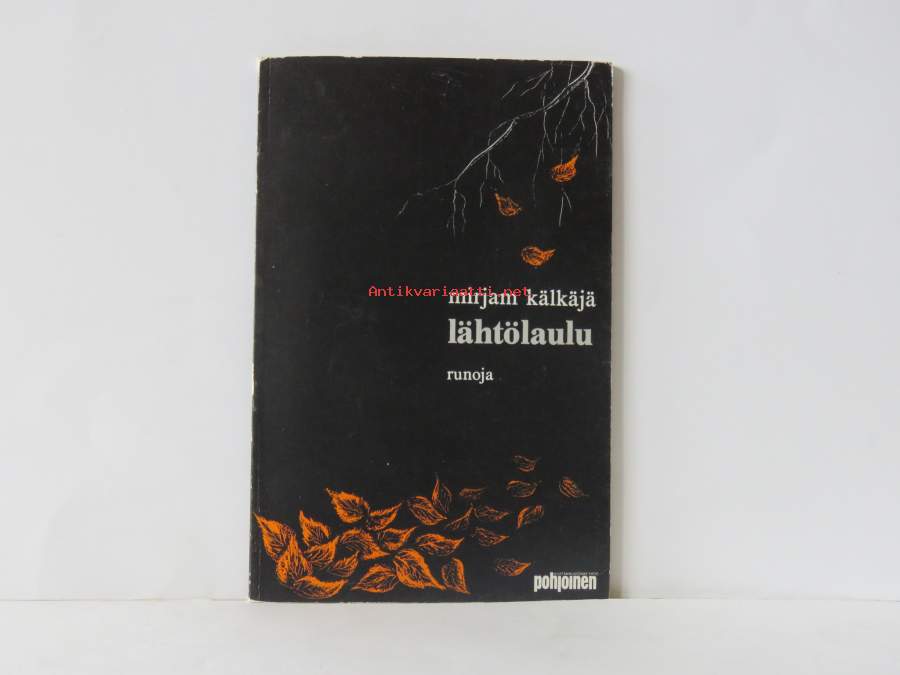 Antikvariaatti.net
mirjam kälkäjä
lähtölaulu
runoja
pohjoinen